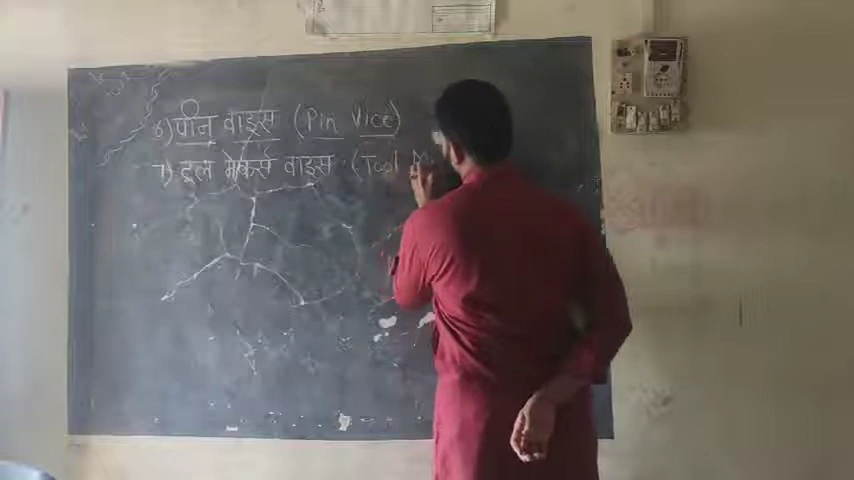 6) पीन वाइस (Pin Vice)
7) टूल मेकर्स वाइस (Tool M